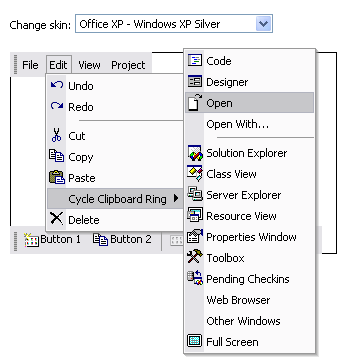 Change skin: Office XP - Windows XP Silver
File Edit View Project
Undo
Redo
Cut
Copy
Paste
Cycle Clipboard Ring
Delete
Button 1 Button 2
Code
Designer
Open
Open With...
Solution Explorer
Class View
Server Explorer
Resource View
Properties Window
Toolbox
Pending Checkins
Web Browser
Other Windows
Full Screen